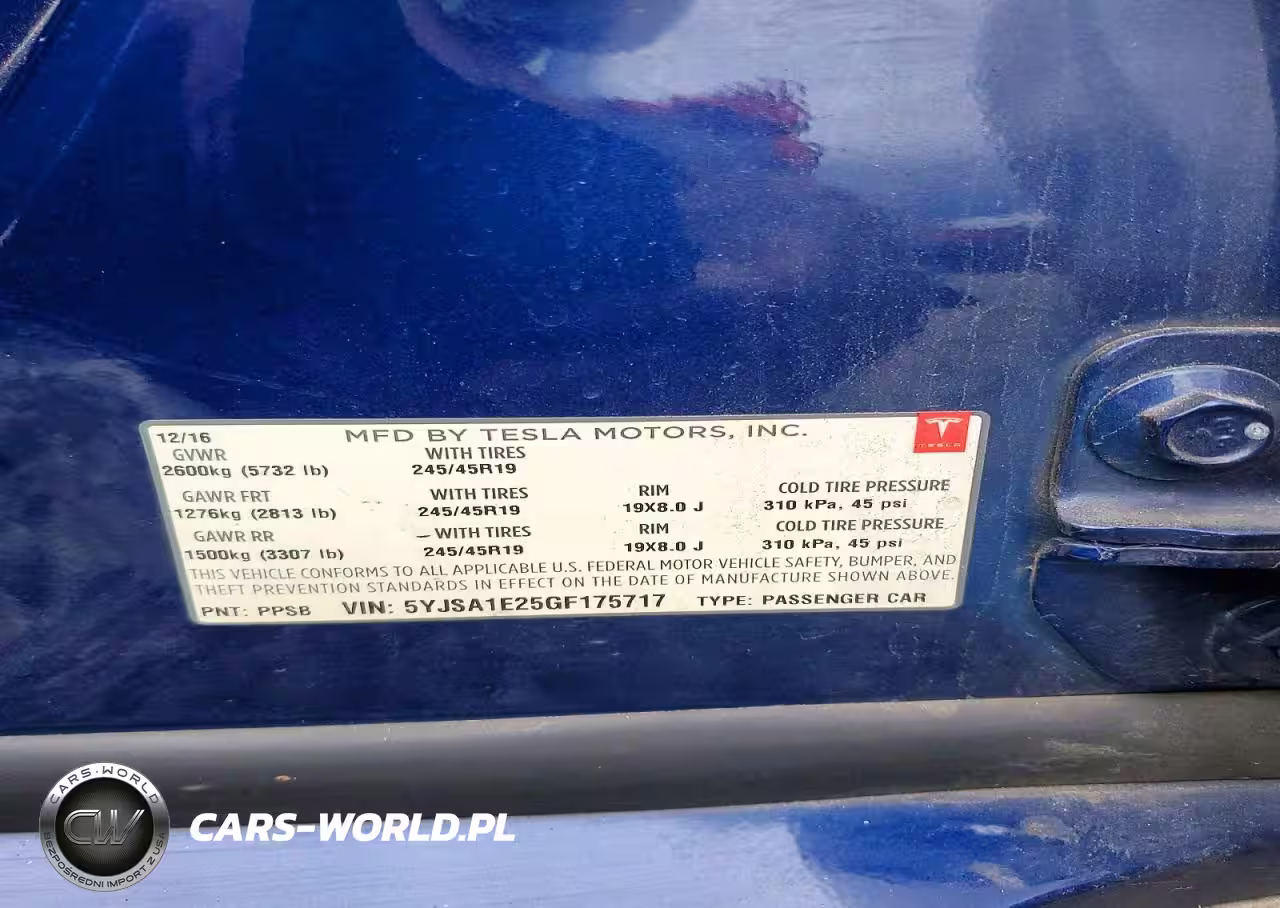 12/16 MFD BY TESLA MOTORS, INC.
TESLA
GVWR WITH TIRES
2600kg (5732 lb) 245/45R19
GAWR FRT WITH TIRES RIM COLD TIRE PRESSURE
1276kg (2813 lb) 245/45R19 19X8.0 J 310 kPa, 45 psi
GAWR RR WITH TIRES RIM COLD TIRE PRESSURE
1500kg (3307 lb) 245/45R19 19X8.0 J 310 kPa, 45 psi
THIS VEHICLE CONFORMS TO ALL APPLICABLE U.S. FEDERAL MOTOR VEHICLE SAFETY, BUMPER, AND
THEFT PREVENTION STANDARDS IN EFFECT ON THE DATE OF MANUFACTURE SHOWN ABOVE.
PNT: PPSB VIN: 5YJSA1E25GF175717 TYPE: PASSENGER CAR
CARS-WORLD
CW
BEZPOŚREDNI IMPORT Z USA
CARS-WORLD.PL